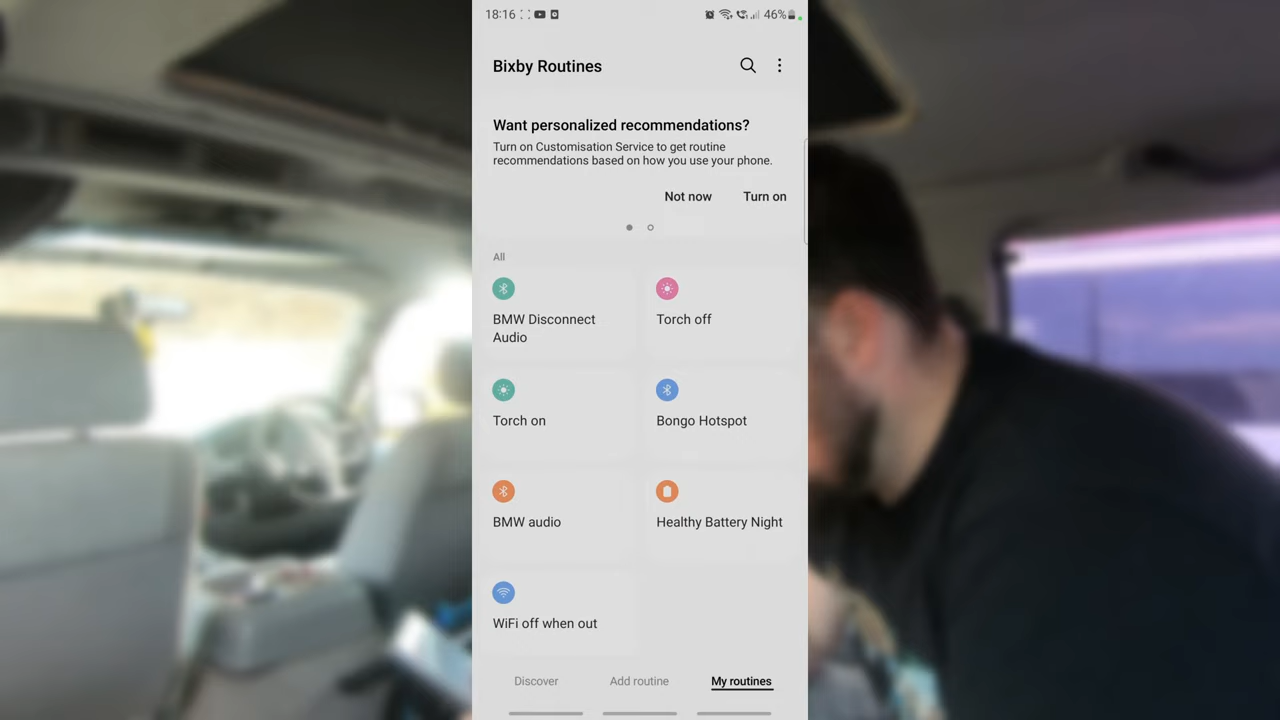 18:16
46%
Bixby Routines
Want personalized recommendations?
Turn on Customisation Service to get routine
recommendations based on how you use your phone.
Not now
Turn on
All
BMW Disconnect
Audio
Torch off
Torch on
Bongo Hotspot
BMW audio
Healthy Battery Night
WiFi off when out
Discover
Add routine
My routines